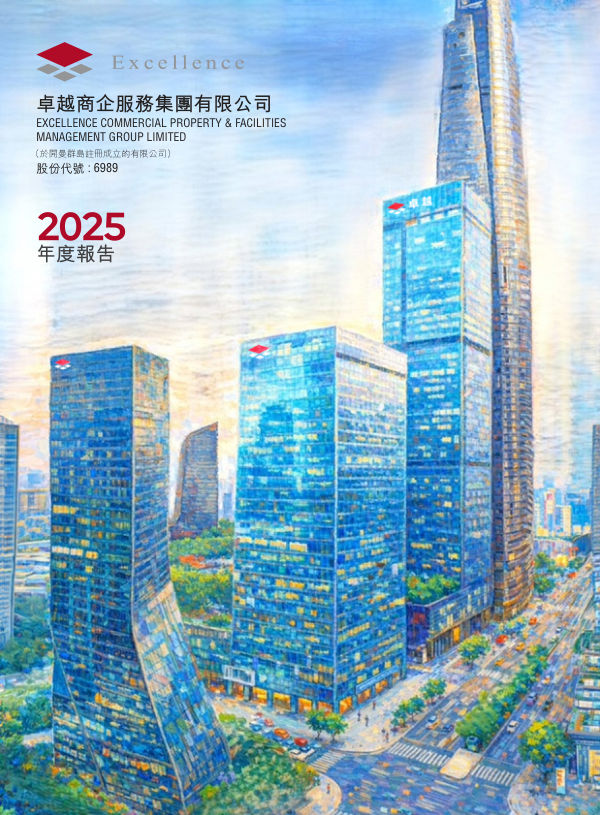 Excellence
卓越商企服務集團有限公司
EXCELLENCE COMMERCIAL PROPERTY & FACILITIES
MANAGEMENT GROUP LIMITED
(於開曼群島註冊成立的有限公司)
股份代號 : 6989
2025
年度報告
卓越